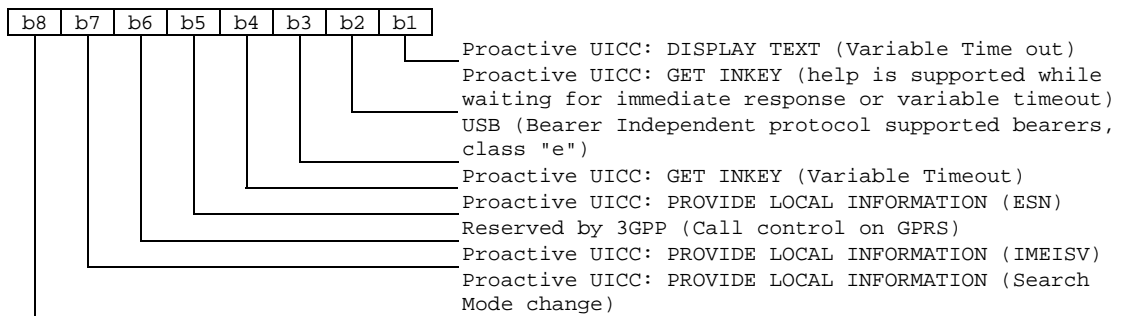 b8 b7 b6 b5 b4 b3 b2 b1
Proactive UICC: DISPLAY TEXT (Variable Time out)
Proactive UICC: GET INKEY (help is supported while
waiting for immediate response or variable timeout)
USB (Bearer Independent protocol supported bearers,
class "e")
Proactive UICC: GET INKEY (Variable Timeout)
Proactive UICC: PROVIDE LOCAL INFORMATION (ESN)
Reserved by 3GPP (Call control on GPRS)
Proactive UICC: PROVIDE LOCAL INFORMATION (IMEISV)
Proactive UICC: PROVIDE LOCAL INFORMATION (Search
Mode change)